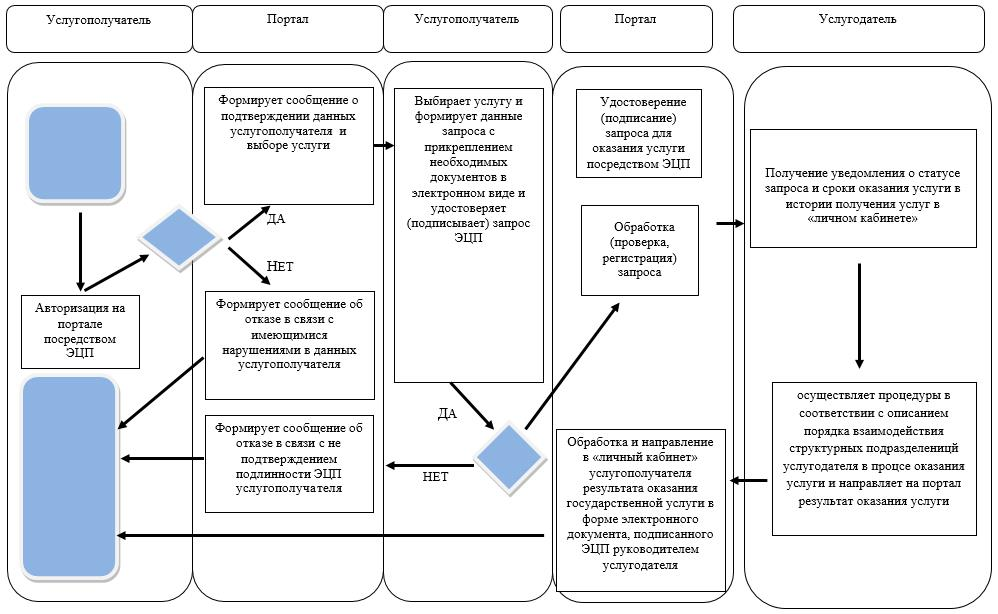 Услугополучатель
Портал
Услугополучатель
Портал
Услугодатель
Авторизация на
портале
посредством
ЭЦП
Формирует сообщение о
подтверждении данных
услугополучателя и
выборе услуги
ДА
НЕТ
Формирует сообщение об
отказе в связи с
имеющимися
нарушениями в данных
услугополучателя
Формирует сообщение об
отказе в связи с не
подтверждением
подлинности ЭЦП
услугополучателя
Выбирает услугу и
формирует данные
запроса с
прикреплением
необходимых
документов в
электронном виде и
удостоверяет
(подписывает) запрос
ЭЦП
ДА
НЕТ
Удостоверение
(подписание)
запроса для
оказания услуги
посредством ЭЦП
Обработка
(проверка,
регистрация)
запроса
Обработка и направление
в «личный кабинет»
услугополучателя
результата оказания
государственной услуги в
форме электронного
документа, подписанного
ЭЦП руководителем
услугодателя
Получение уведомления о статусе
запроса и сроки оказания услуги в
истории получения услуг в
«личном кабинете»
осуществляет процедуры в
соответствии с описанием
порядка взаимодействия
структурных подразделениций
услугодателя в процсе оказания
услуги и направляет на портал
результат оказания услуги